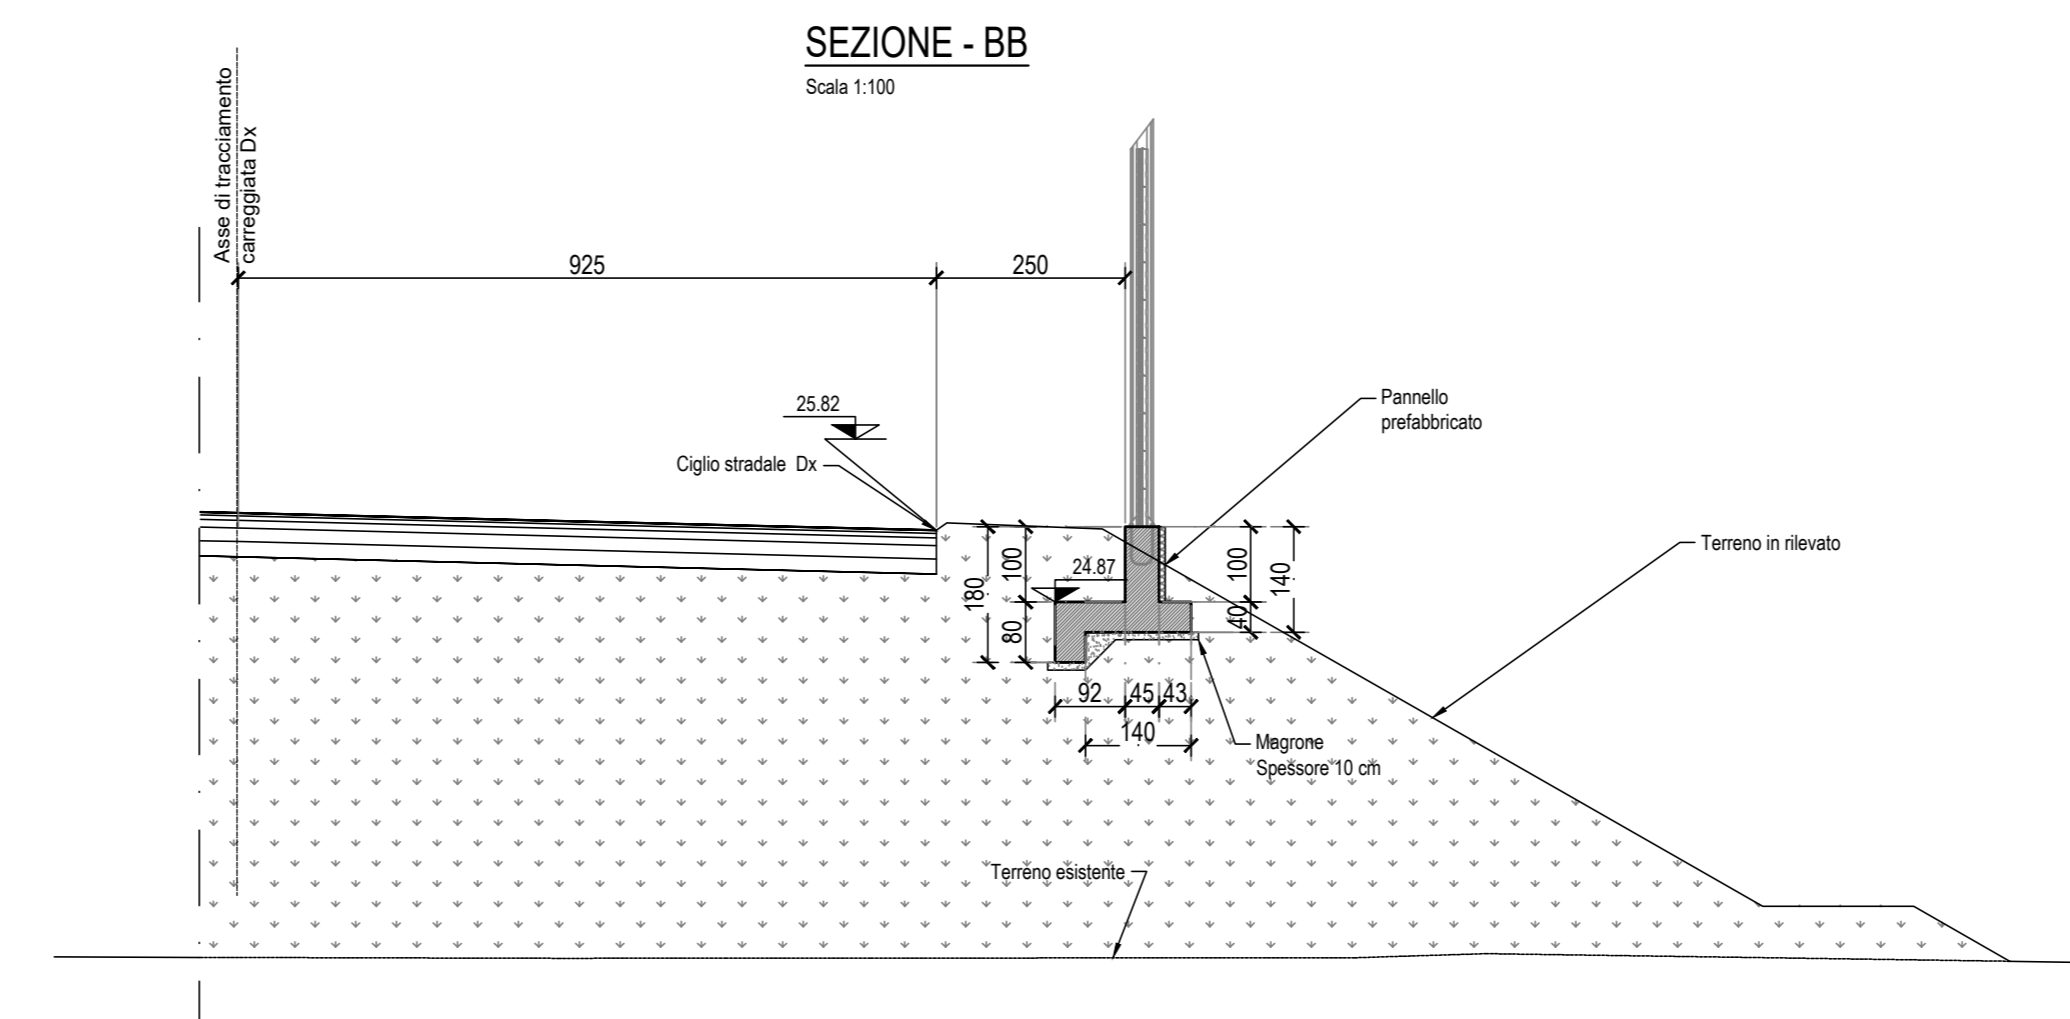 SEZIONE - BB
Scala 1:100
Asse di tracciamento
carreggiata Dx
925
250
25.82
Ciglio stradale Dx
Pannello
prefabbricato
Terreno in rilevato
180
100
80
24.87
100
40
140
92
45
43
140
Magrone
Spessore 10 cm
Terreno esistente